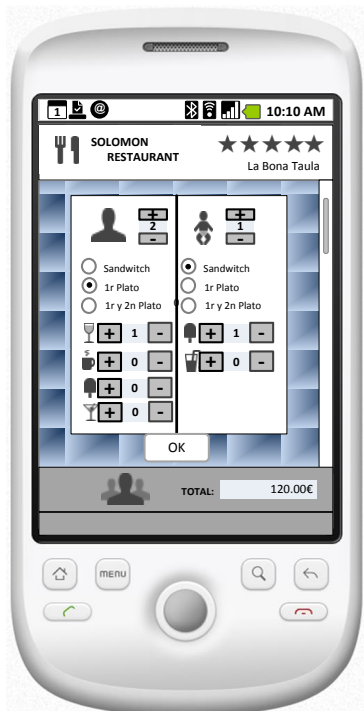 1 @ 10:10 AM
SOLOMON
RESTAURANT
La Bona Taula
+ +
2 1
- -
Sandwitch Sandwitch
1r Plato 1r Plato
1r y 2n Plato 1r y 2n Plato
+ 1 - + 1 -
+ 0 - + 0 -
+ 0 -
+ 0 -
OK
TOTAL: 120.00€
MENU